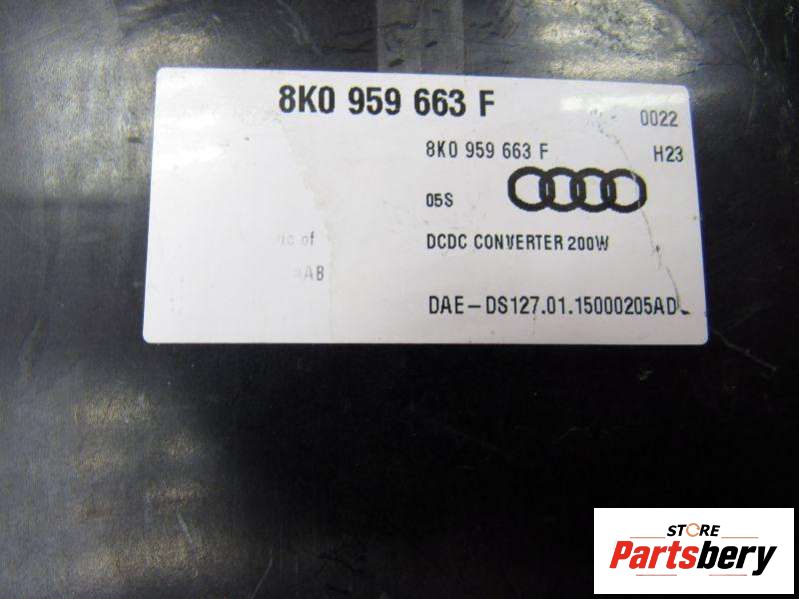 8K0 959 663 F
0022
8K0 959 663 F H23
05S
of
DCDC CONVERTER 200W
AB
DAE-DS127.01.15000205AD
STORE
Partsbery